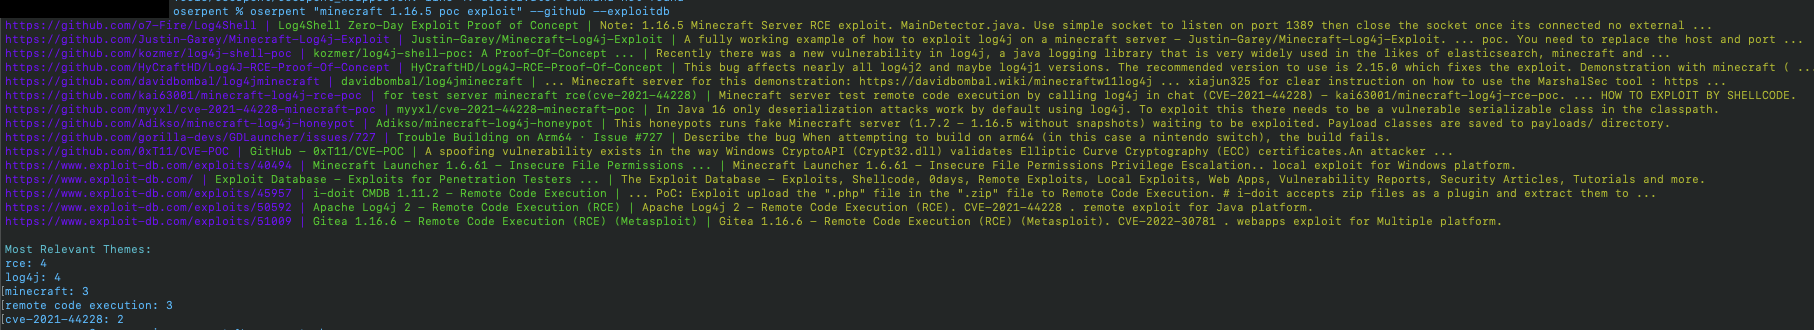 oserpent % oserpent "minecraft 1.16.5 poc exploit" --github --exploitdb
https://github.com/o7-Fire/Log4Shell | Log4Shell Zero-Day Exploit Proof of Concept | Note: 1.16.5 Minecraft Server RCE exploit. MainDetector.java. Use simple socket to listen on port 1389 then close the socket once its connected no external ...
https://github.com/Justin-Garey/Minecraft-Log4j-Exploit | Justin-Garey/Minecraft-Log4j-Exploit | A fully working example of how to exploit log4j on a minecraft server - Justin-Garey/Minecraft-Log4j-Exploit. ... poc. You need to replace the host and port ...
https://github.com/kozmer/log4j-shell-poc | kozmer/log4j-shell-poc: A Proof-Of-Concept ... | Recently there was a new vulnerability in log4j, a java logging library that is very widely used in the likes of elasticsearch, minecraft and ...
https://github.com/HyCraftHD/Log4J-RCE-Proof-Of-Concept | HyCraftHD/Log4J-RCE-Proof-Of-Concept | This bug affects nearly all log4j2 and maybe log4j1 versions. The recommended version to use is 2.15.0 which fixes the exploit. Demonstration with minecraft ( ...
https://github.com/davidbombal/log4jminecraft | davidbombal/log4jminecraft | ... Minecraft server for this demonstration: https://davidbombal.wiki/minecraftw11log4j ... xiajun325 for clear instruction on how to use the MarshalSec tool : https ...
https://github.com/kai63001/minecraft-log4j-rce-poc | for test server minecraft rce(cve-2021-44228) | Minecraft server test remote code execution by calling log4j in chat (CVE-2021-44228) - kai63001/minecraft-log4j-rce-poc. ... HOW TO EXPLOIT BY SHELLCODE.
https://github.com/myyxl/cve-2021-44228-minecraft-poc | myyxl/cve-2021-44228-minecraft-poc | In Java 16 only deserialization attacks work by default using log4j. To exploit this there needs to be a vulnerable serializable class in the classpath.
https://github.com/Adikso/minecraft-log4j-honeypot | Adikso/minecraft-log4j-honeypot | This honeypots runs fake Minecraft server (1.7.2 - 1.16.5 without snapshots) waiting to be exploited. Payload classes are saved to payloads/ directory.
https://github.com/gorilla-devs/GDLauncher/issues/727 | Trouble Building on Arm64 · Issue #727 | Describe the bug When attempting to build on arm64 (in this case a nintendo switch), the build fails.
https://github.com/0xT11/CVE-POC | GitHub - 0xT11/CVE-POC | A spoofing vulnerability exists in the way Windows CryptoAPI (Crypt32.dll) validates Elliptic Curve Cryptography (ECC) certificates.An attacker ...
https://www.exploit-db.com/exploits/40494 | Minecraft Launcher 1.6.61 - Insecure File Permissions ... | Minecraft Launcher 1.6.61 - Insecure File Permissions Privilege Escalation.. local exploit for Windows platform.
https://www.exploit-db.com/ | Exploit Database - Exploits for Penetration Testers ... | The Exploit Database - Exploits, Shellcode, 0days, Remote Exploits, Local Exploits, Web Apps, Vulnerability Reports, Security Articles, Tutorials and more.
https://www.exploit-db.com/exploits/45957 | i-doit CMDB 1.11.2 - Remote Code Execution | ... PoC: Exploit upload the ".php" file in the ".zip" file to Remote Code Execution. # i-doit accepts zip files as a plugin and extract them to ...
https://www.exploit-db.com/exploits/50592 | Apache Log4j 2 - Remote Code Execution (RCE) | Apache Log4j 2 - Remote Code Execution (RCE). CVE-2021-44228 . remote exploit for Java platform.
https://www.exploit-db.com/exploits/51009 | Gitea 1.16.6 - Remote Code Execution (RCE) (Metasploit) | Gitea 1.16.6 - Remote Code Execution (RCE) (Metasploit). CVE-2022-30781 . webapps exploit for Multiple platform.
Most Relevant Themes:
rce: 4
log4j: 4
[minecraft: 3
[remote code execution: 3
[cve-2021-44228: 2